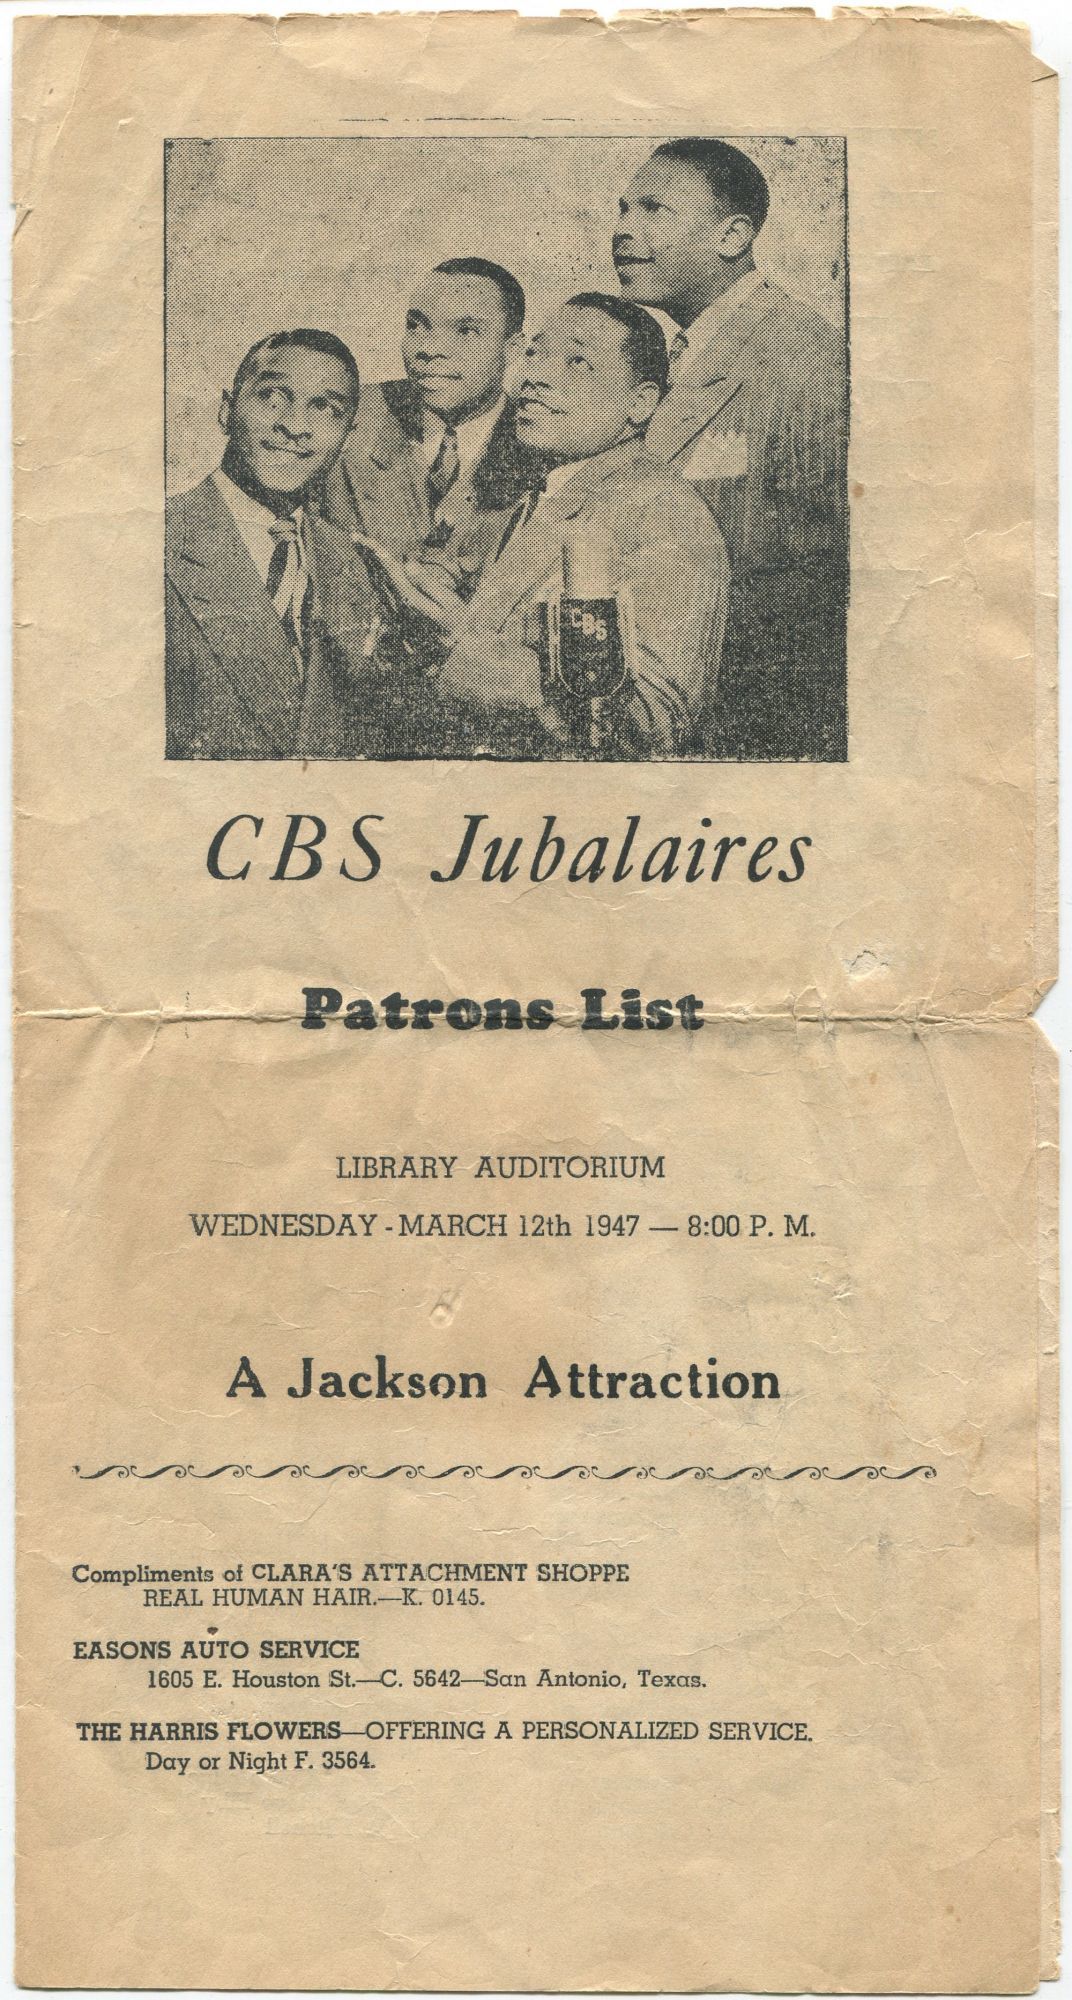 CBS
CBS Jubalaires
Patrons List
LIBRARY AUDITORIUM
WEDNESDAY - MARCH 12th 1947 — 8:00 P. M.
A Jackson Attraction
Compliments of CLARA'S ATTACHMENT SHOPPE
REAL HUMAN HAIR.—K. 0145.
EASONS AUTO SERVICE
1605 E. Houston St.—C. 5642—San Antonio, Texas.
THE HARRIS FLOWERS—OFFERING A PERSONALIZED SERVICE.
Day or Night F. 3564.